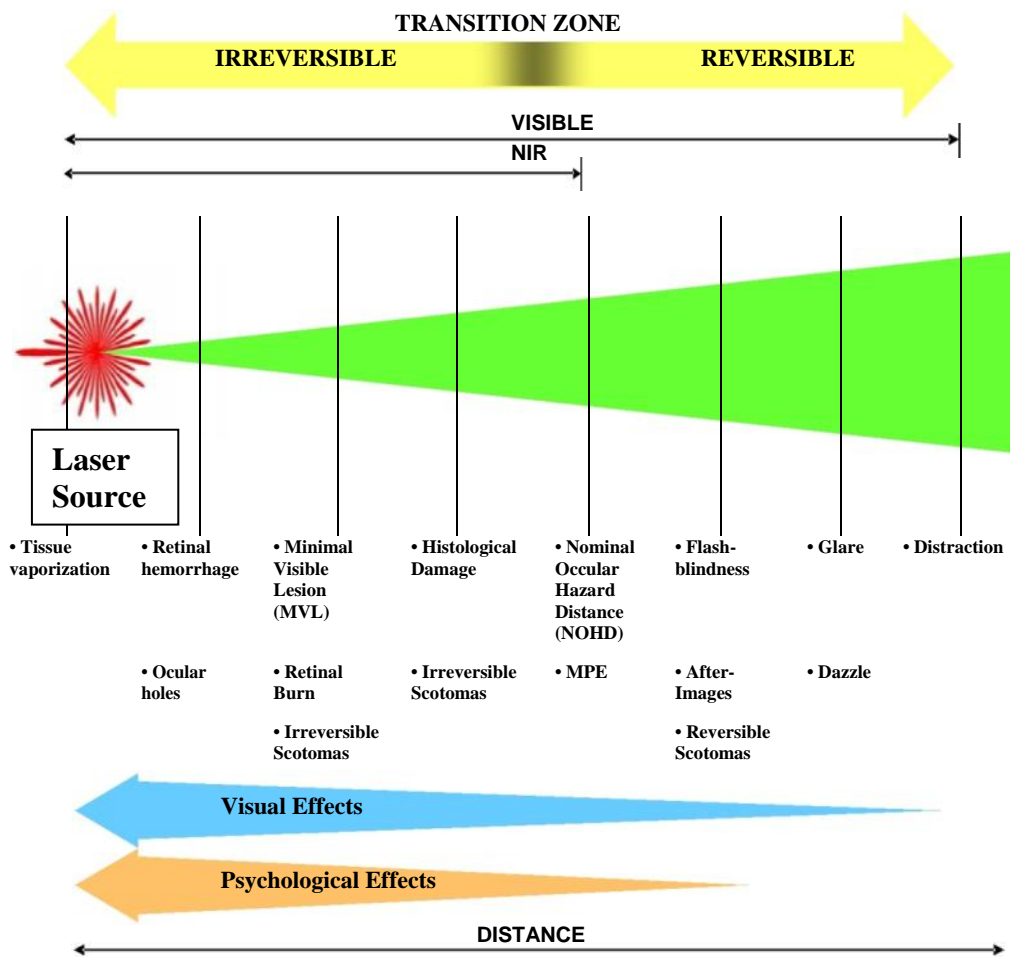 TRANSITION ZONE
IRREVERSIBLE
REVERSIBLE
VISIBLE
NIR
Laser
Source
• Tissue
vaporization
• Retinal
hemorrhage
• Minimal
Visible
Lesion
(MVL)
• Histological
Damage
• Nominal
Occular
Hazard
Distance
(NOHD)
• Flash-
blindness
• Glare
• Distraction
• Ocular
holes
• Retinal
Burn
• Irreversible
Scotomas
• MPE
• After-
Images
• Dazzle
• Irreversible
Scotomas
• Reversible
Scotomas
Visual Effects
Psychological Effects
DISTANCE